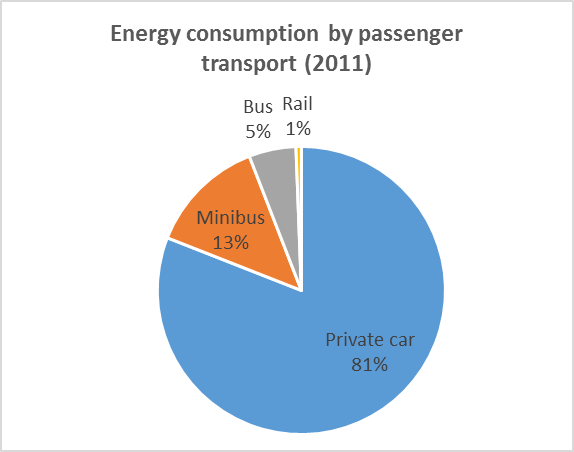 Energy consumption by passenger
transport (2011)
Bus
5%
Rail
1%
Minibus
13%
Private car
81%